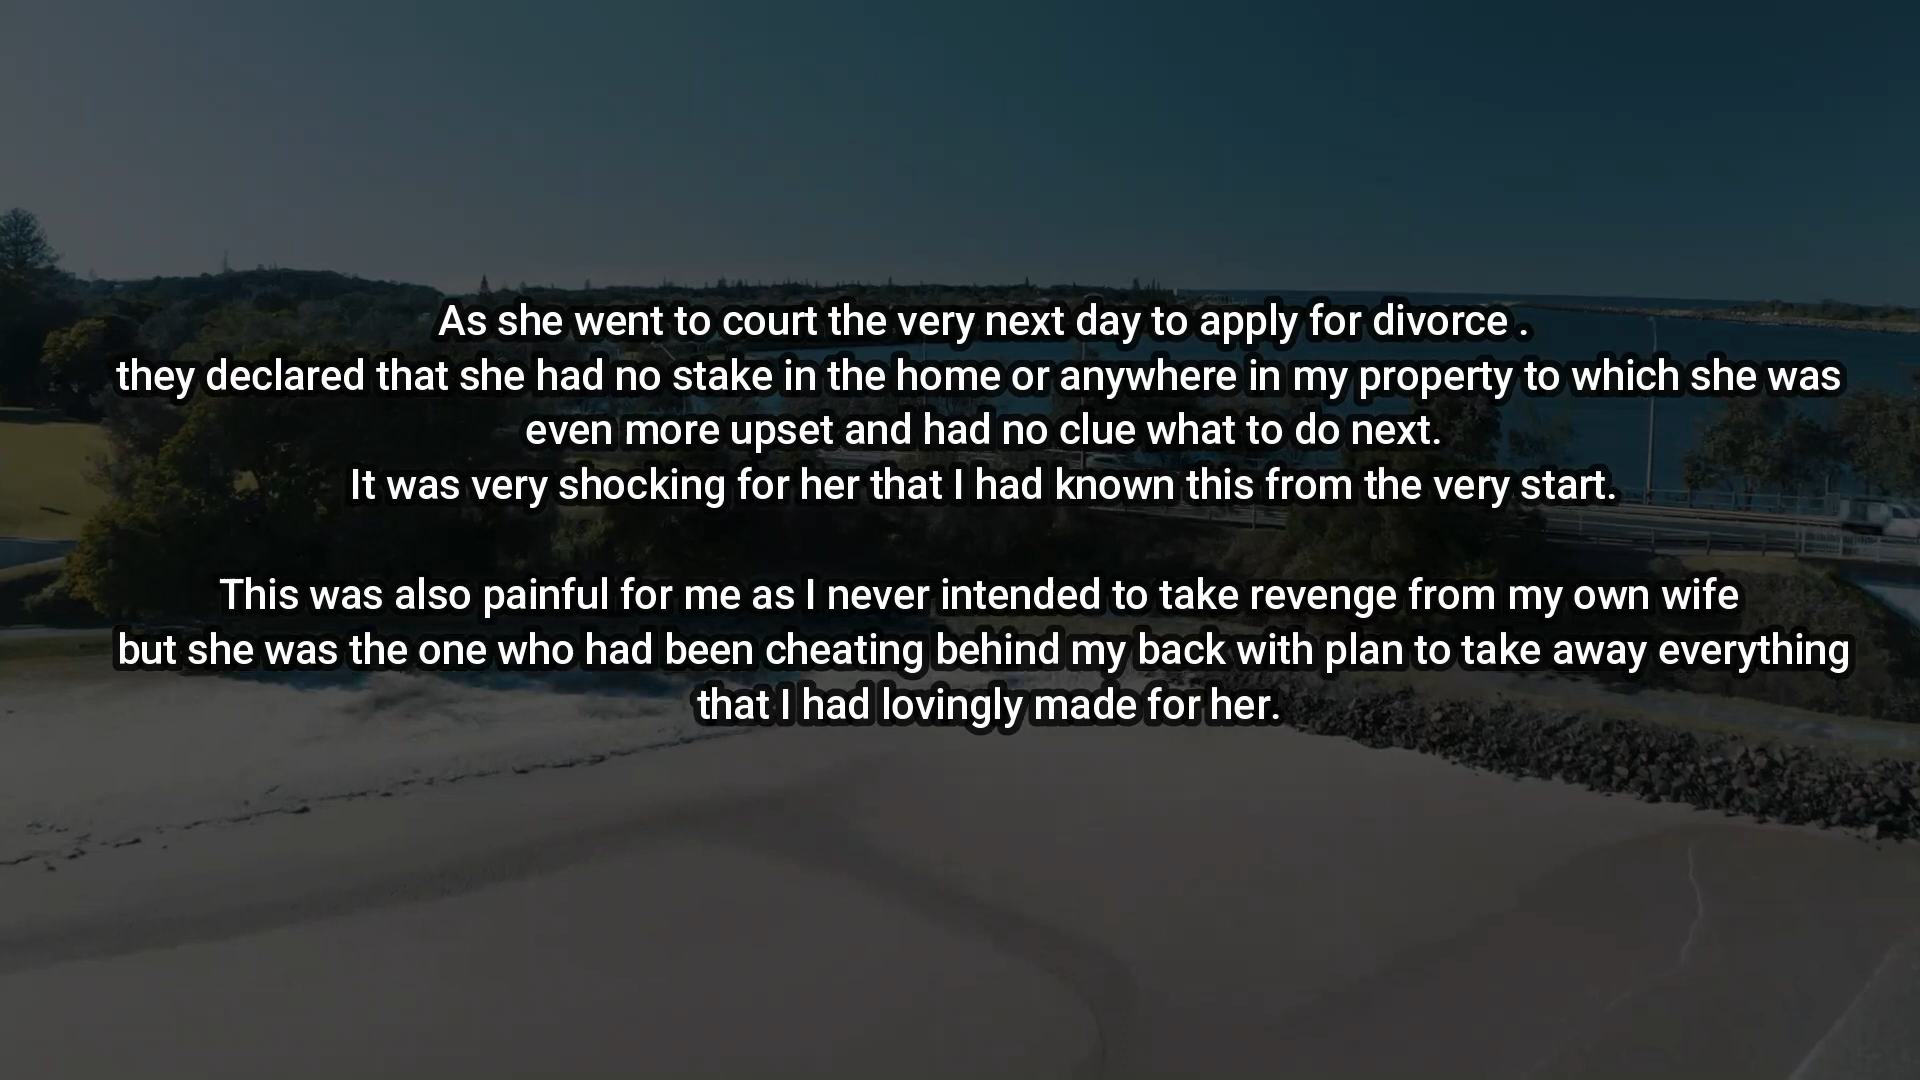 As she went to court the very next day to apply for divorce .
they declared that she had no stake in the home or anywhere in my property to which she was
even more upset and had no clue what to do next.
It was very shocking for her that I had known this from the very start.
This was also painful for me as I never intended to take revenge from my own wife
but she was the one who had been cheating behind my back with plan to take away everything
that I had lovingly made for her.